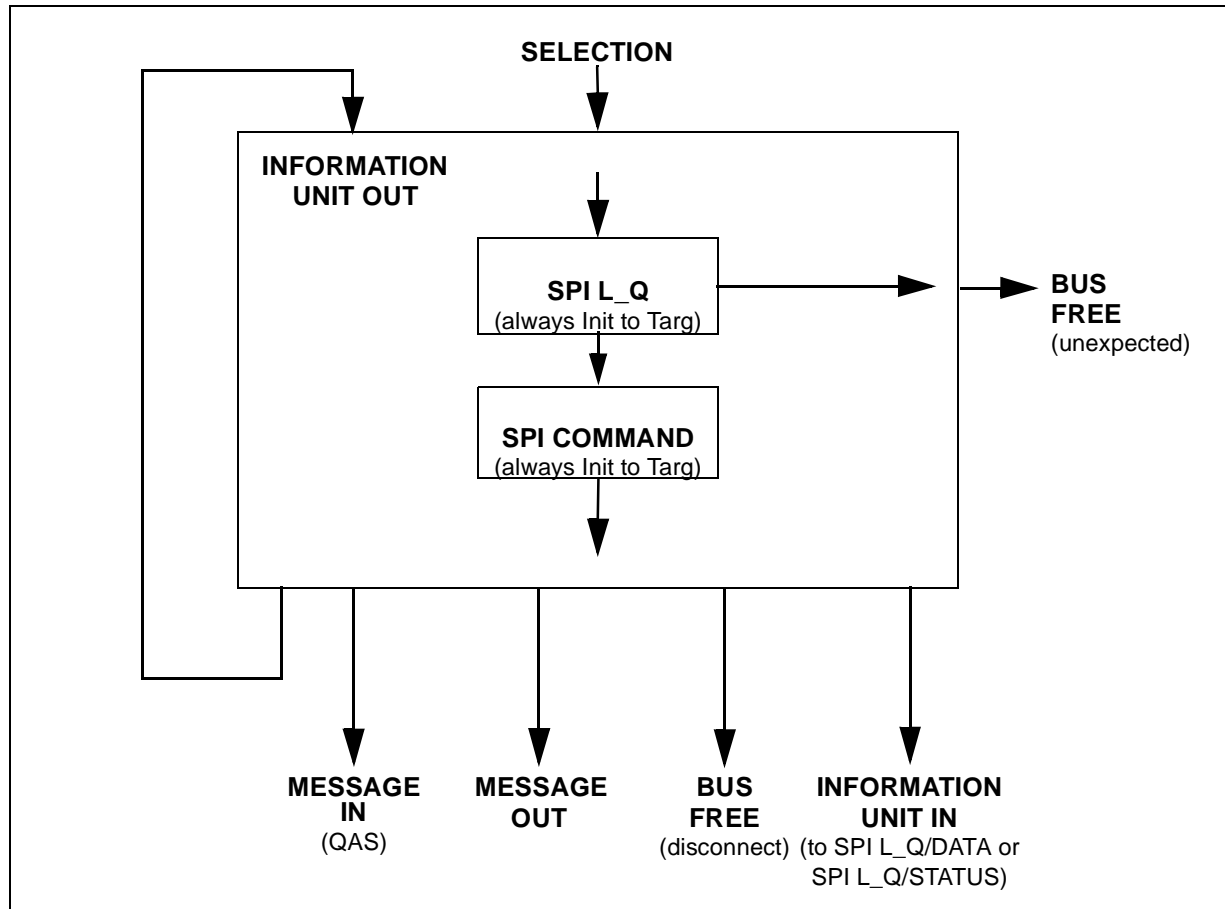 SELECTION
INFORMATION
UNIT OUT
SPI L_Q
(always Init to Targ)
BUS
FREE
(unexpected)
SPI COMMAND
(always Init to Targ)
MESSAGE
IN
(QAS)
MESSAGE
OUT
BUS
FREE
(disconnect)
INFORMATION
UNIT IN
(to SPI L_Q/DATA or
SPI L_Q/STATUS)